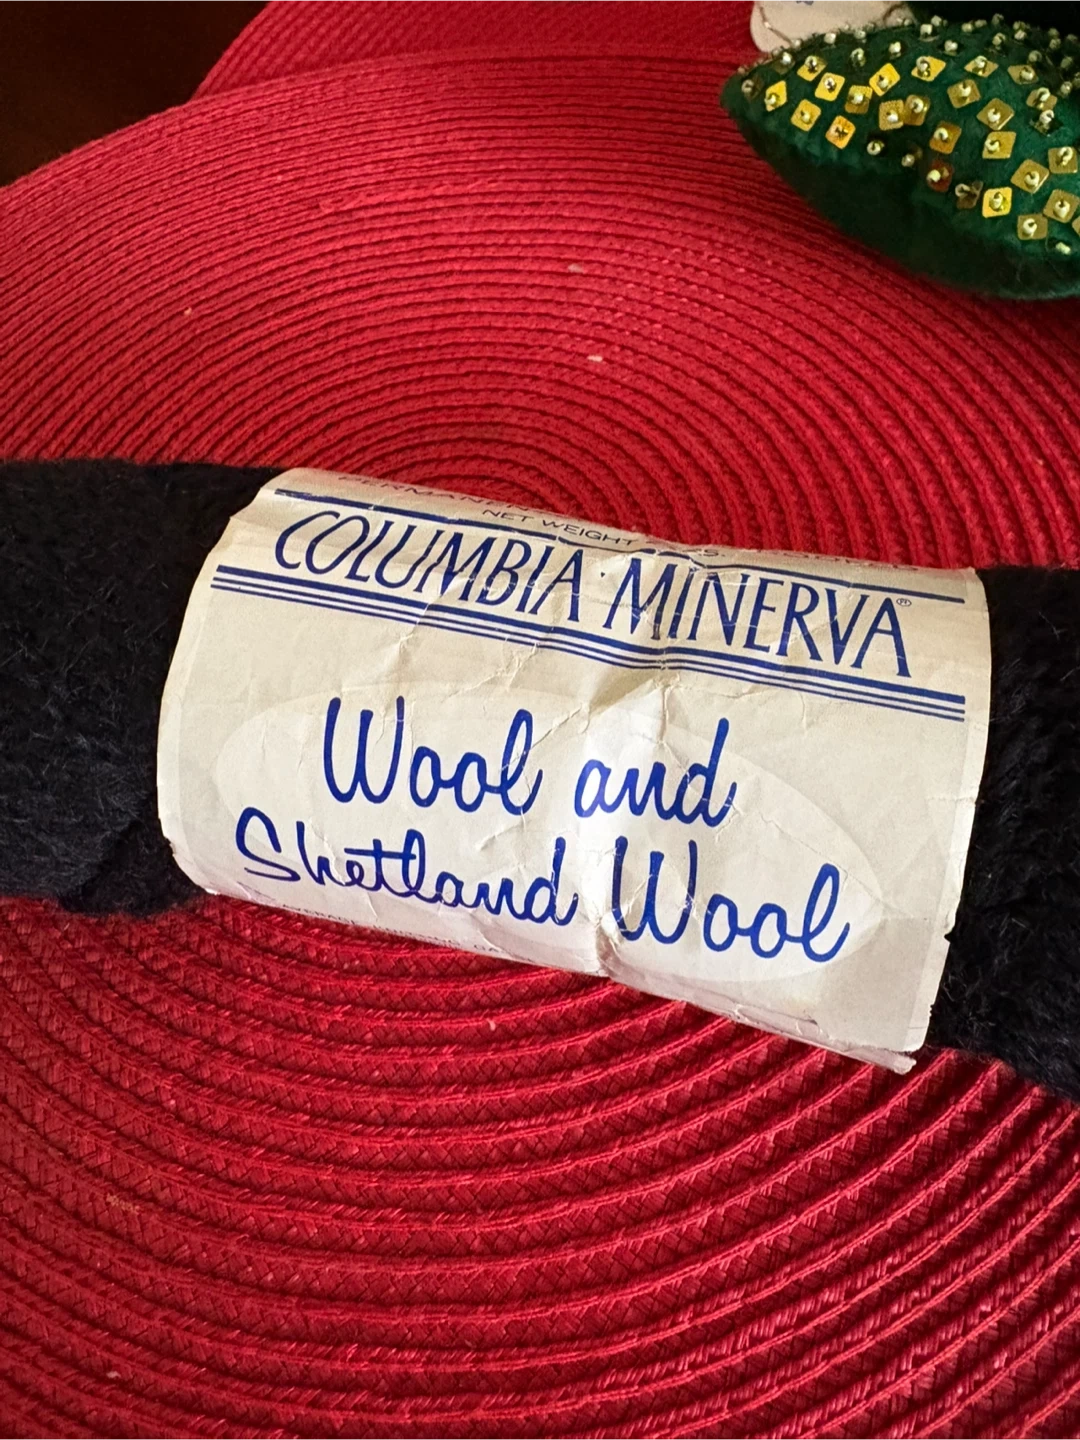 NET WEIGHT
COLUMBIA · MINERVA®
Wool and
Shetland Wool